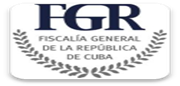 FGR
FISCALÍA GENERAL
DE LA REPÚBLICA
DE CUBA